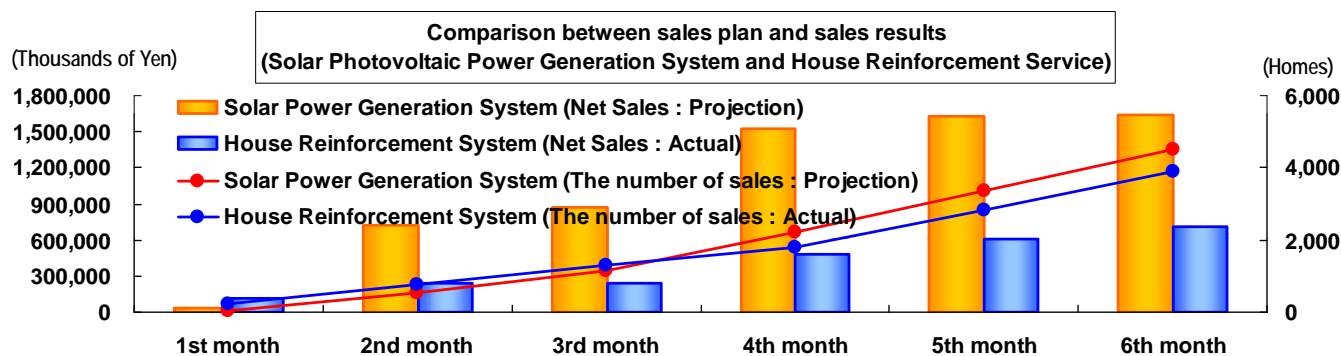 Comparison between sales plan and sales results
(Solar Photovoltaic Power Generation System and House Reinforcement Service)
(Thousands of Yen)
(Homes)
1,800,000
1,500,000
1,200,000
900,000
600,000
300,000
0
Solar Power Generation System (Net Sales : Projection)
House Reinforcement System (Net Sales : Actual)
Solar Power Generation System (The number of sales : Projection)
House Reinforcement System (The number of sales : Actual)
6,000
4,000
2,000
0
1st month 2nd month 3rd month 4th month 5th month 6th month